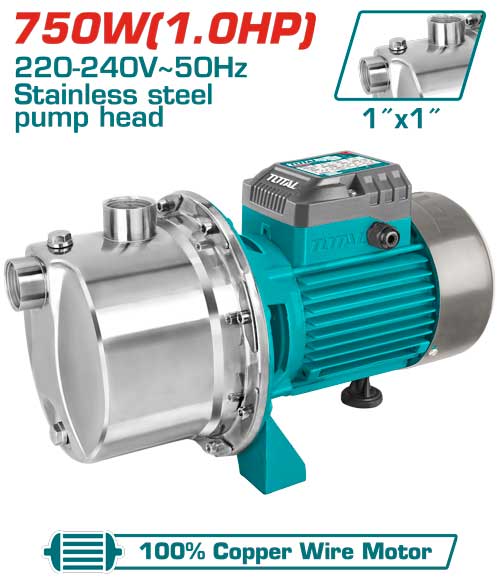 750W(1.0HP)
220-240V~50Hz
Stainless steel
pump head
1″x1″
TOTAL
TOTAL
100% Copper Wire Motor